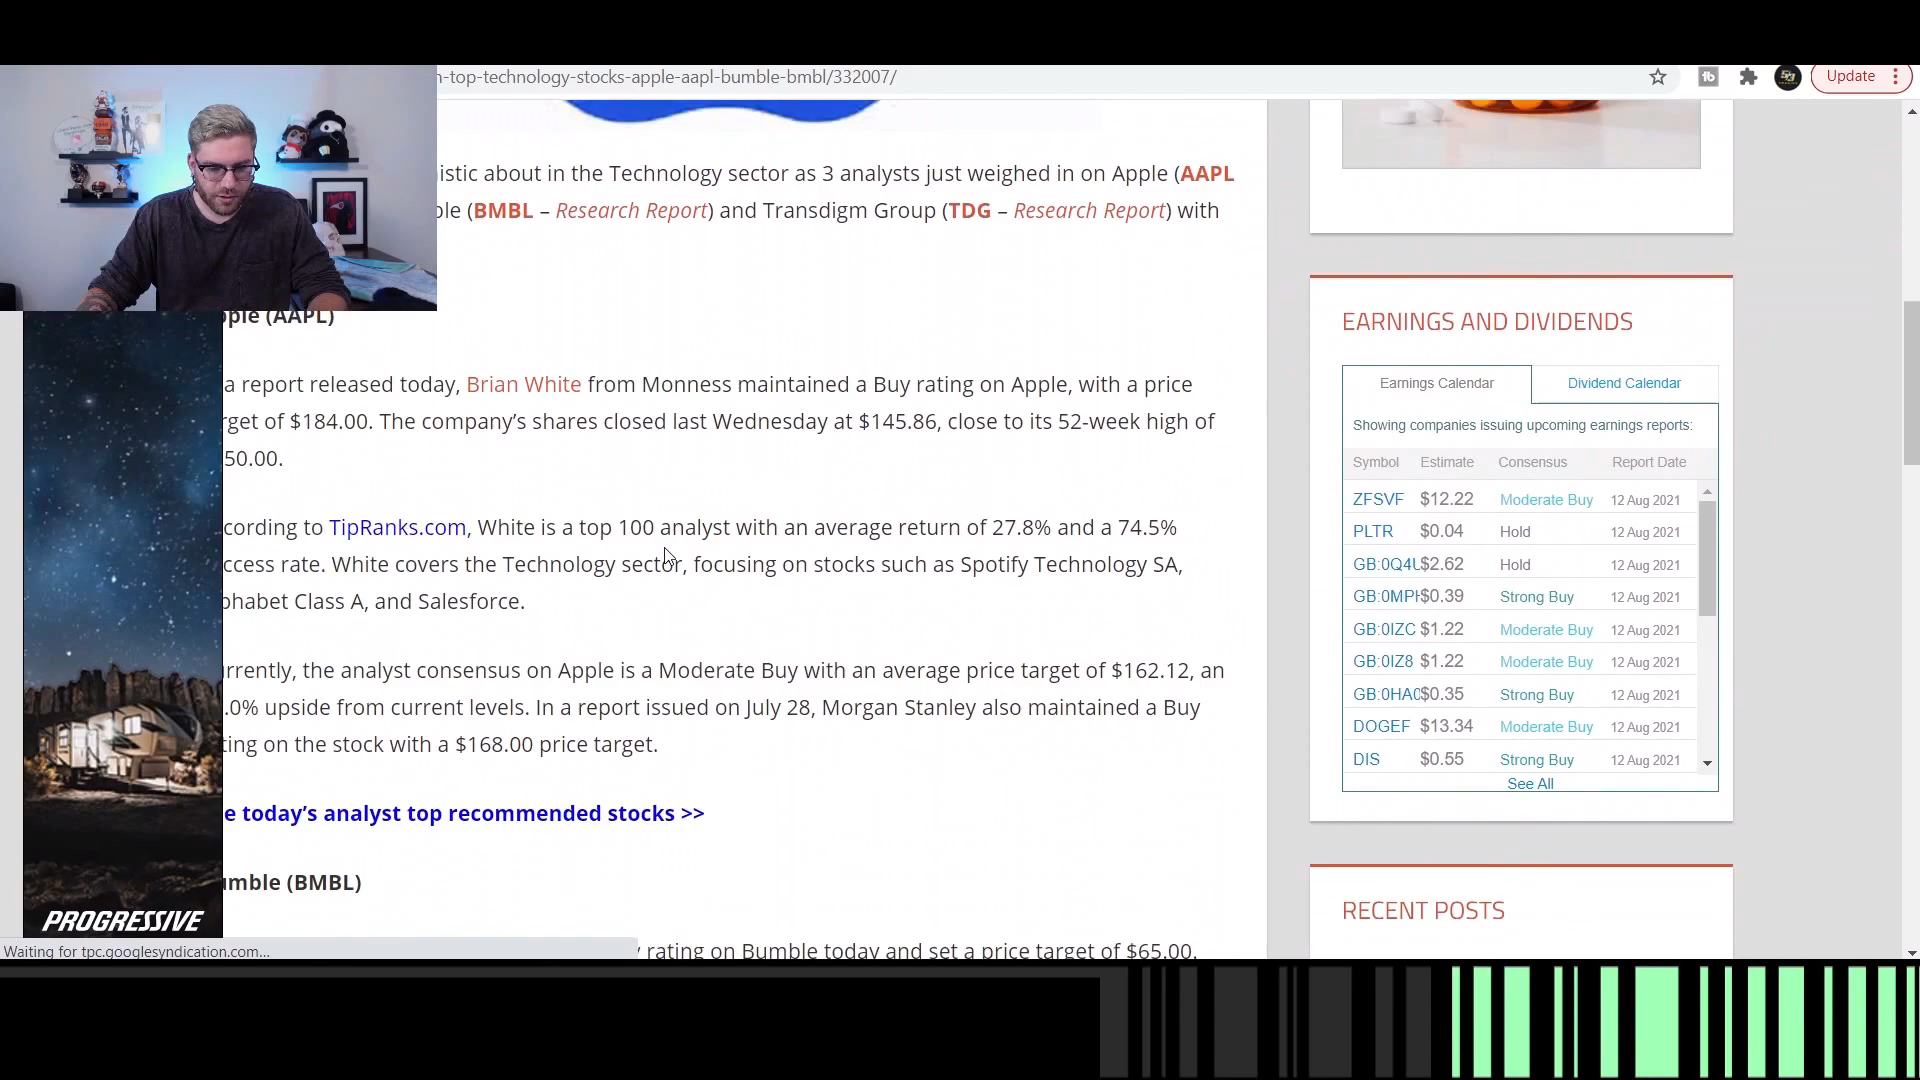 n-top-technology-stocks-apple-aapl-bumble-bmbl/332007/
Update
istic about in the Technology sector as 3 analysts just weighed in on Apple (AAPL
ble (BMBL – Research Report) and Transdigm Group (TDG – Research Report) with
pple (AAPL)
a report released today, Brian White from Monness maintained a Buy rating on Apple, with a price
rget of $184.00. The company’s shares closed last Wednesday at $145.86, close to its 52-week high of
50.00.
cording to TipRanks.com, White is a top 100 analyst with an average return of 27.8% and a 74.5%
ccess rate. White covers the Technology sector, focusing on stocks such as Spotify Technology SA,
phabet Class A, and Salesforce.
rrently, the analyst consensus on Apple is a Moderate Buy with an average price target of $162.12, an
.0% upside from current levels. In a report issued on July 28, Morgan Stanley also maintained a Buy
ting on the stock with a $168.00 price target.
e today’s analyst top recommended stocks >>
umble (BMBL)
rating on Bumble today and set a price target of $65.00.
PROGRESSIVE
Waiting for tpc.googlesyndication.com...
EARNINGS AND DIVIDENDS
Earnings Calendar Dividend Calendar
Showing companies issuing upcoming earnings reports:
Symbol Estimate Consensus Report Date
ZFSVF $12.22 Moderate Buy 12 Aug 2021
PLTR $0.04 Hold 12 Aug 2021
GB:0Q4U $2.62 Hold 12 Aug 2021
GB:0MPH $0.39 Strong Buy 12 Aug 2021
GB:0IZC $1.22 Moderate Buy 12 Aug 2021
GB:0IZ8 $1.22 Moderate Buy 12 Aug 2021
GB:0HA0 $0.35 Strong Buy 12 Aug 2021
DOGEF $13.34 Moderate Buy 12 Aug 2021
DIS $0.55 Strong Buy 12 Aug 2021
See All
RECENT POSTS